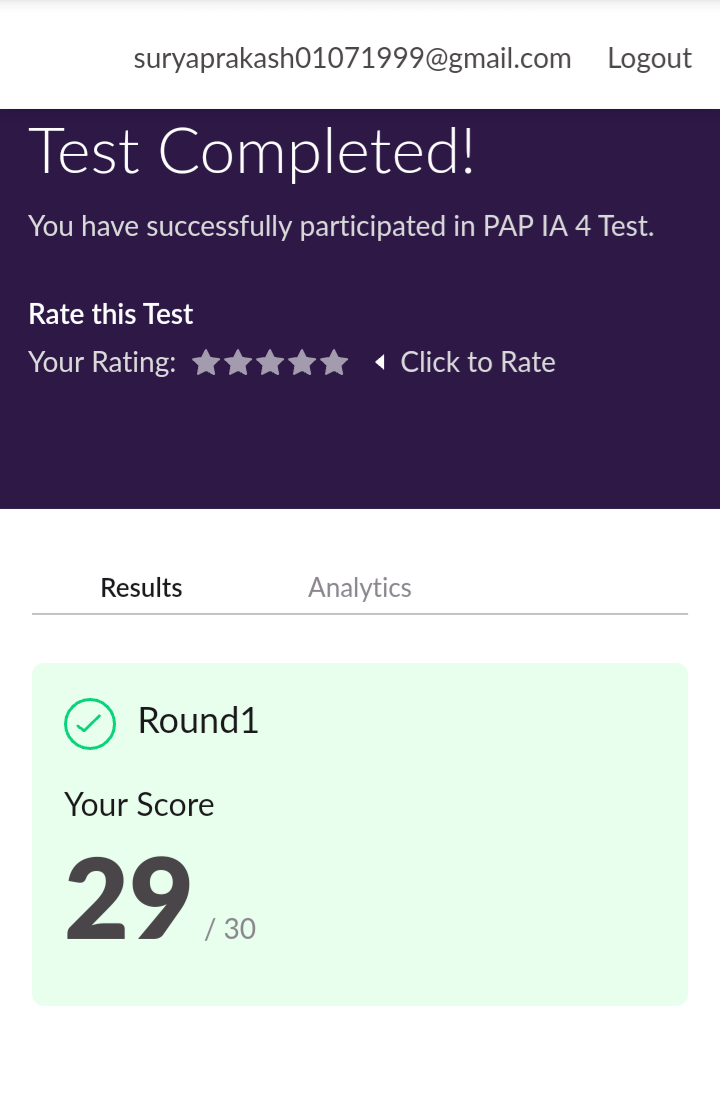 suryaprakash01071999@gmail.com Logout
Test Completed!
You have successfully participated in PAP IA 4 Test.
Rate this Test
Your Rating: Click to Rate
Results Analytics
Round1
Your Score
29 / 30